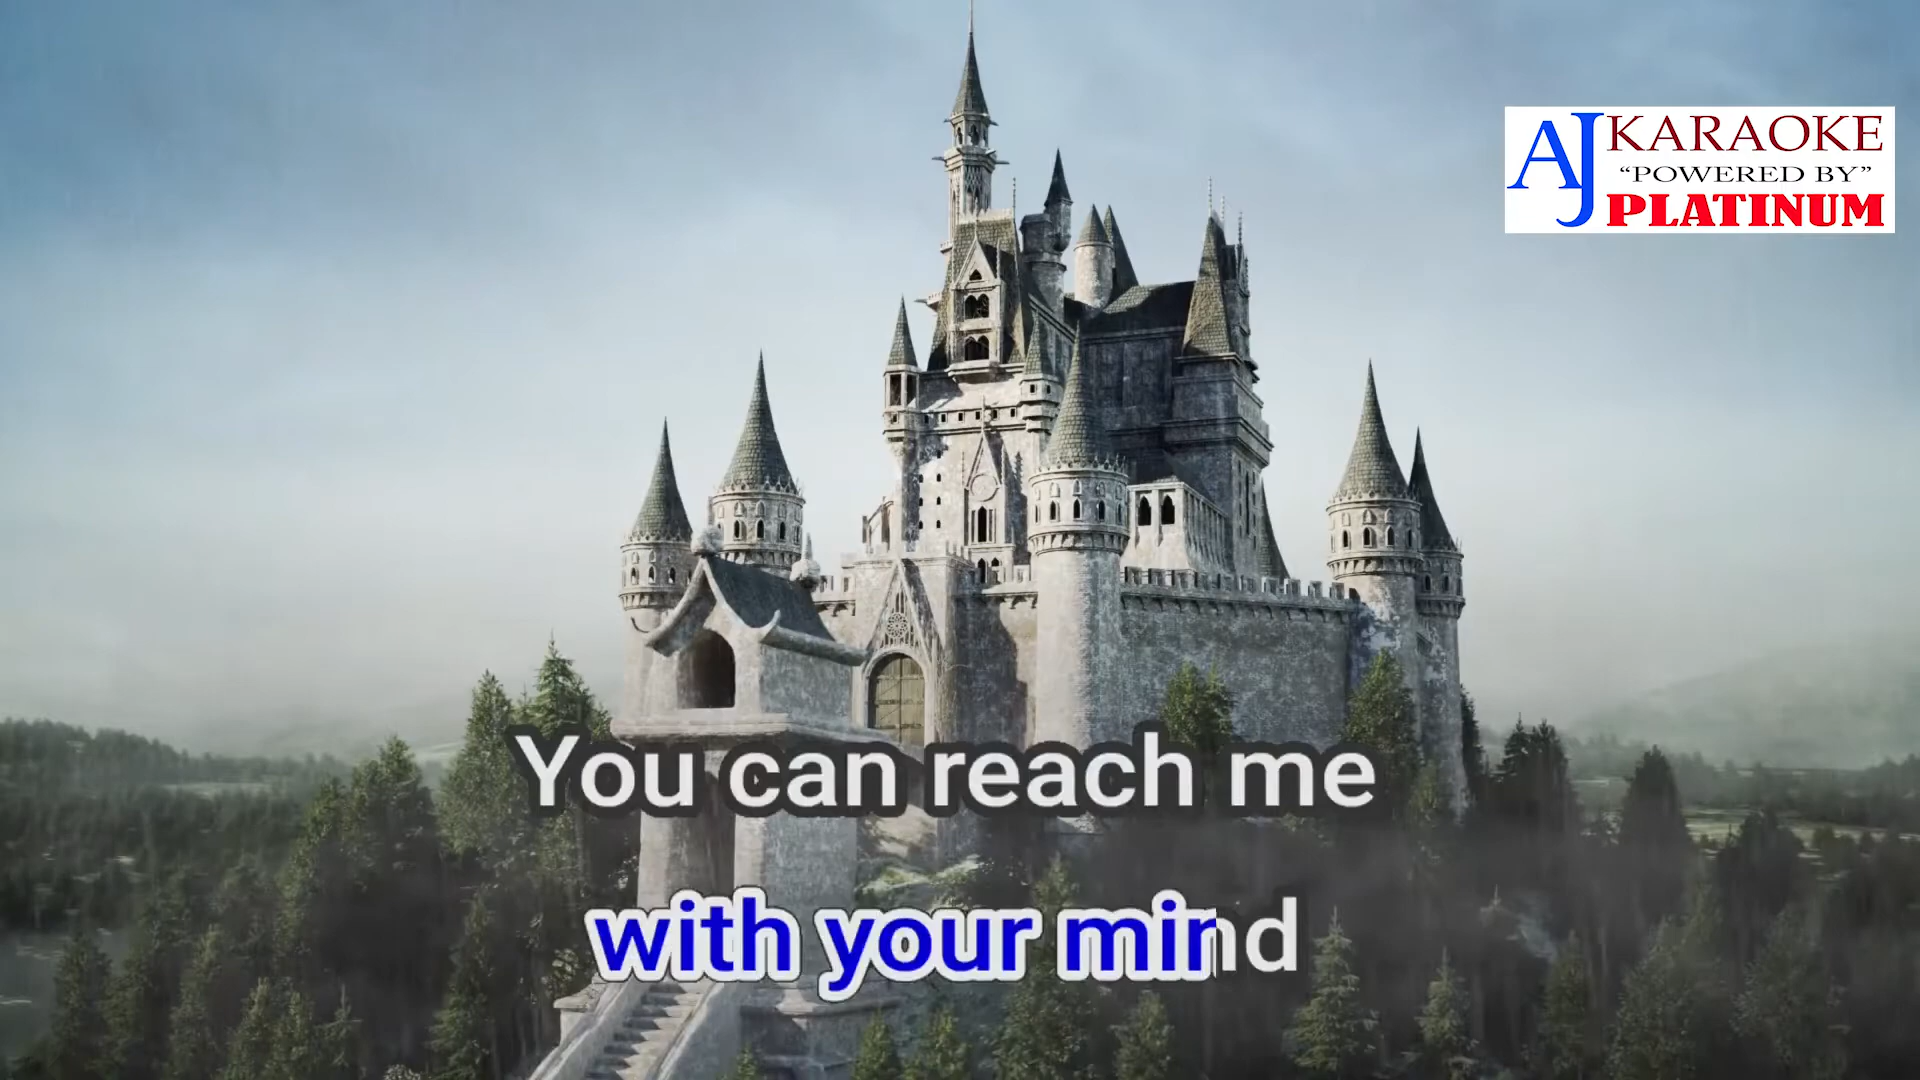 AJ KARAOKE
“POWERED BY”
PLATINUM
You can reach me
with your mind